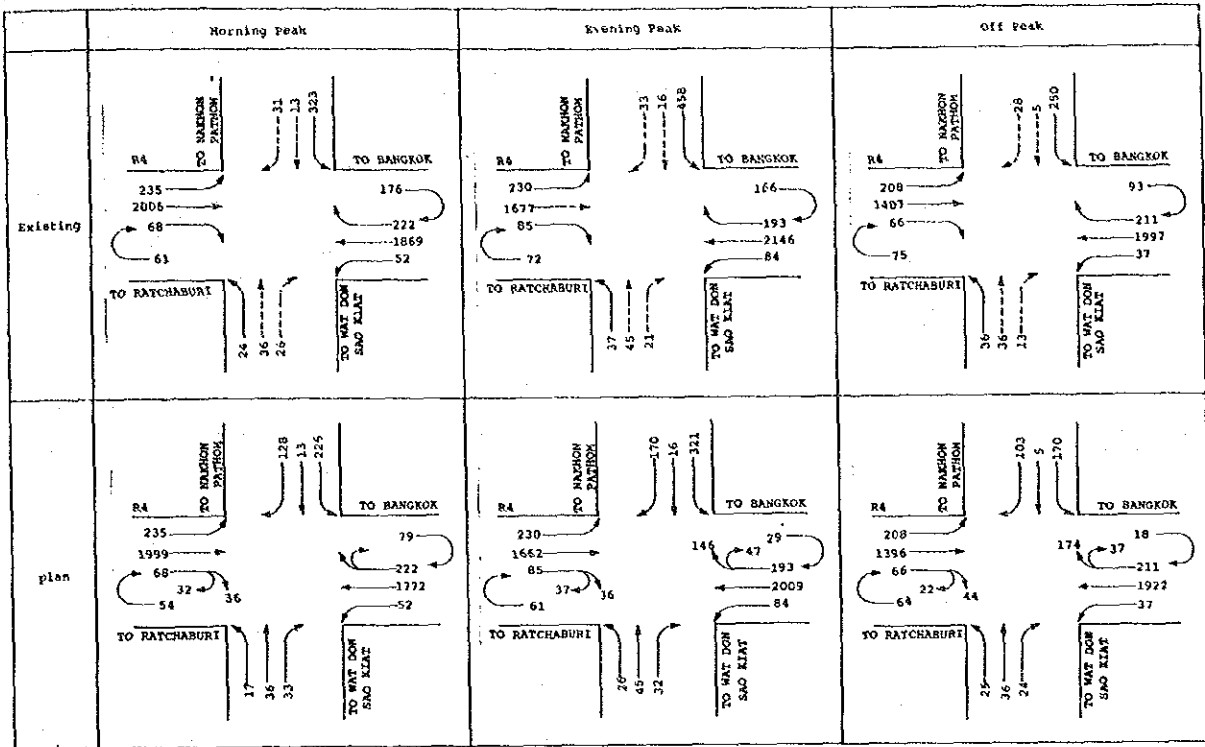 Morning Peak
Evening Peak
Off Peak
Existing
TO NAKHON
PATHOM
31
13
323
R4
TO BANGKOK
235
2006
68
63
176
222
1869
52
TO RATCHABURI
TO WAT DON
SAO KIAT
24
36
26
TO NAKHON
PATHOM
33
16
458
R4
TO BANGKOK
230
1677
85
72
166
193
2146
84
TO RATCHABURI
TO WAT DON
SAO KIAT
37
45
21
TO NAKHON
PATHOM
28
5
250
R4
TO BANGKOK
208
1407
66
75
93
211
1997
37
TO RATCHABURI
TO WAT DON
SAO KIAT
36
36
13
plan
TO NAKHON
PATHOM
128
13
225
R4
TO BANGKOK
235
1999
68
32
36
54
79
222
1772
52
TO RATCHABURI
TO WAT DON
SAO KIAT
17
36
33
TO NAKHON
PATHOM
170
16
321
R4
TO BANGKOK
230
1662
85
37
36
61
29
146
47
193
2009
84
TO RATCHABURI
TO WAT DON
SAO KIAT
26
45
32
TO NAKHON
PATHOM
103
5
170
R4
TO BANGKOK
208
1396
66
22
44
64
18
174
37
211
1922
37
TO RATCHABURI
TO WAT DON
SAO KIAT
25
36
24